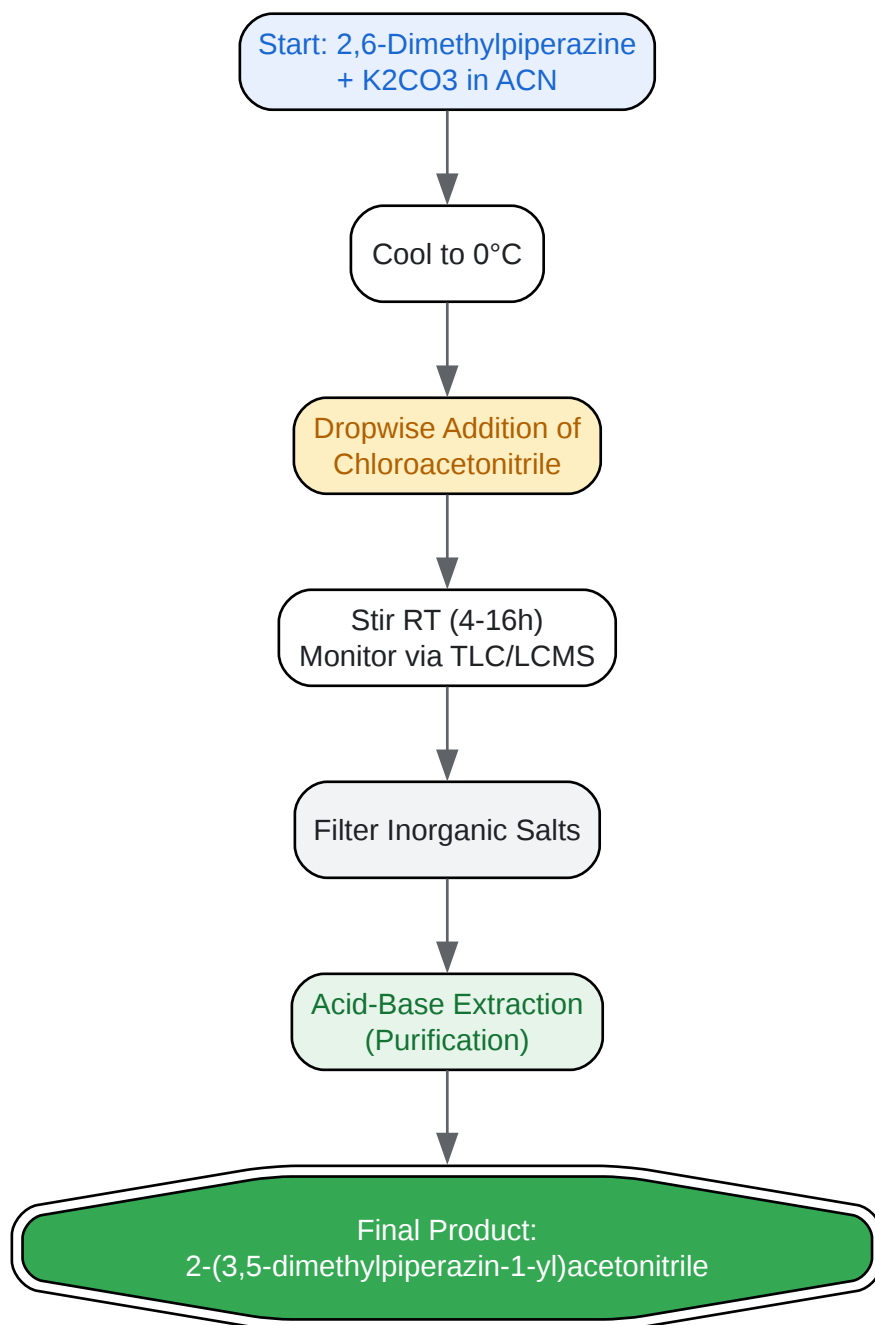 Start: 2,6-Dimethylpiperazine
+ K2CO3 in ACN
Cool to 0°C
Dropwise Addition of
Chloroacetonitrile
Stir RT (4-16h)
Monitor via TLC/LCMS
Filter Inorganic Salts
Acid-Base Extraction
(Purification)
Final Product:
2-(3,5-dimethylpiperazin-1-yl)acetonitrile